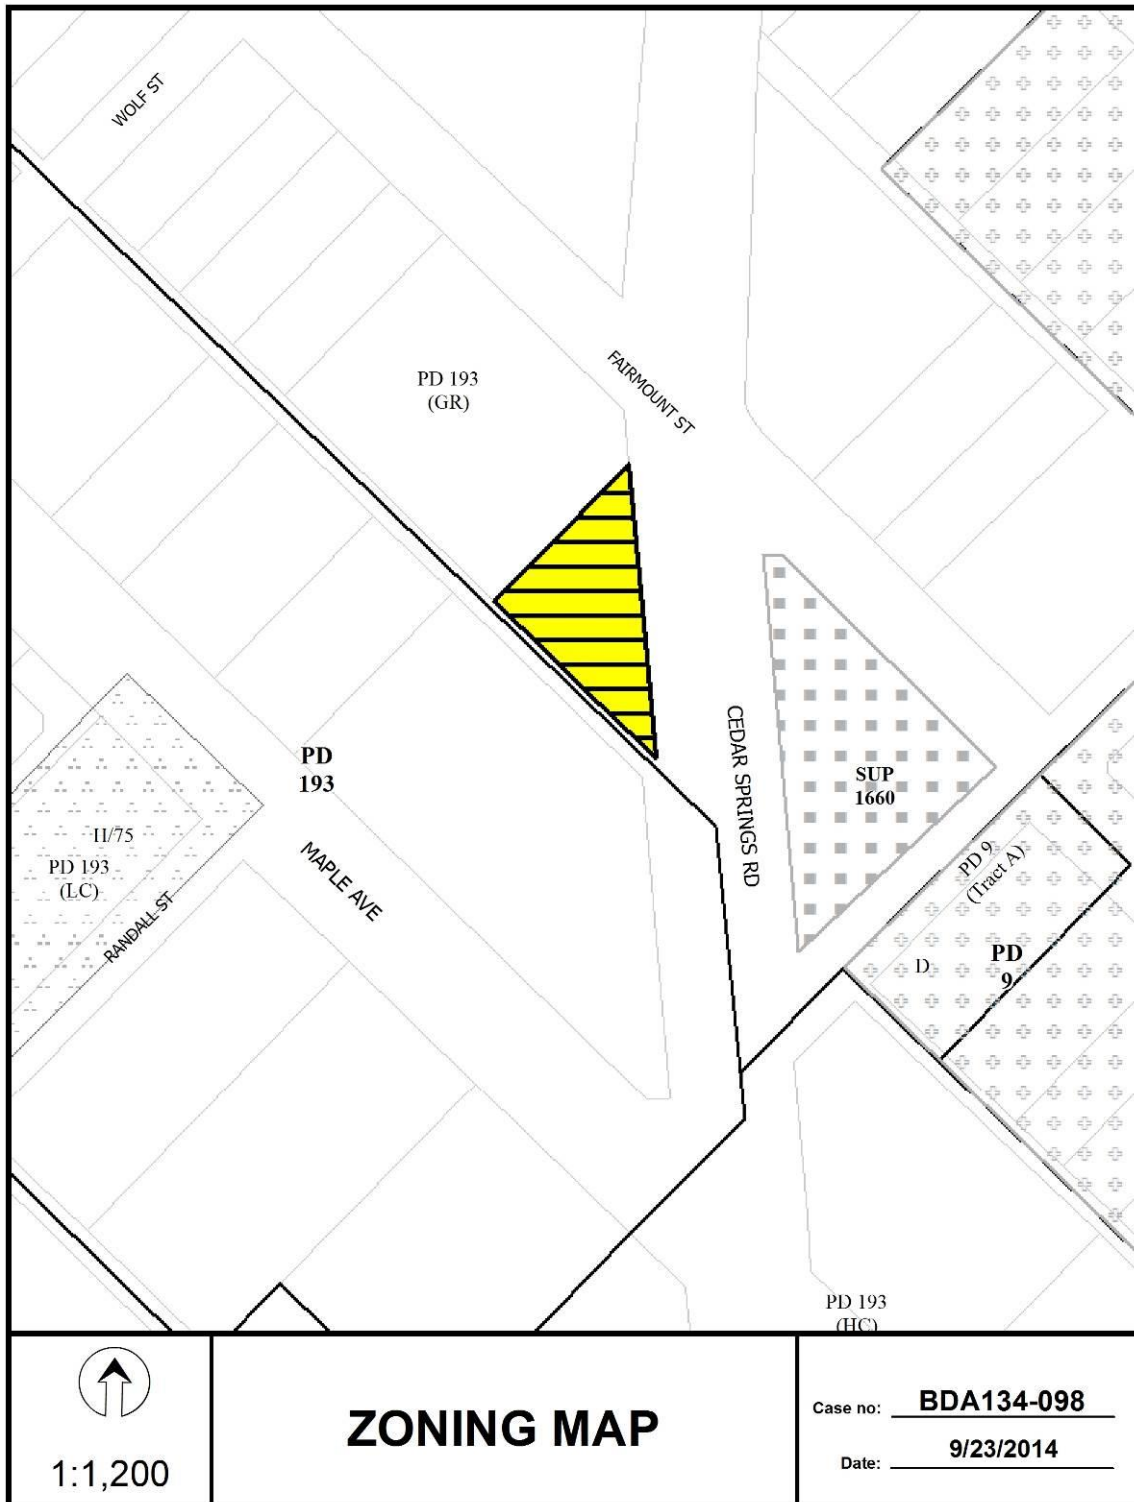 WOLF ST
PD 193
(GR)
FAIRMOUNT ST
CEDAR SPRINGS RD
SUP
1660
PD
193
II/75
PD 193
(LC)
RANDALL ST
MAPLE AVE
PD 9
(Tract A)
D
PD
9
PD 193
(HC)
1:1,200
ZONING MAP
Case no: BDA134-098
Date: 9/23/2014